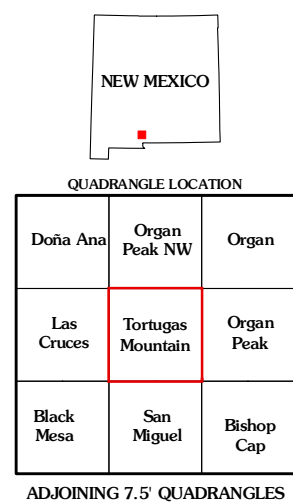 NEW MEXICO
QUADRANGLE LOCATION
Doña Ana
Organ
Peak NW
Organ
Las
Cruces
Tortugas
Mountain
Organ
Peak
Black
Mesa
San
Miguel
Bishop
Cap
ADJOINING 7.5' QUADRANGLES